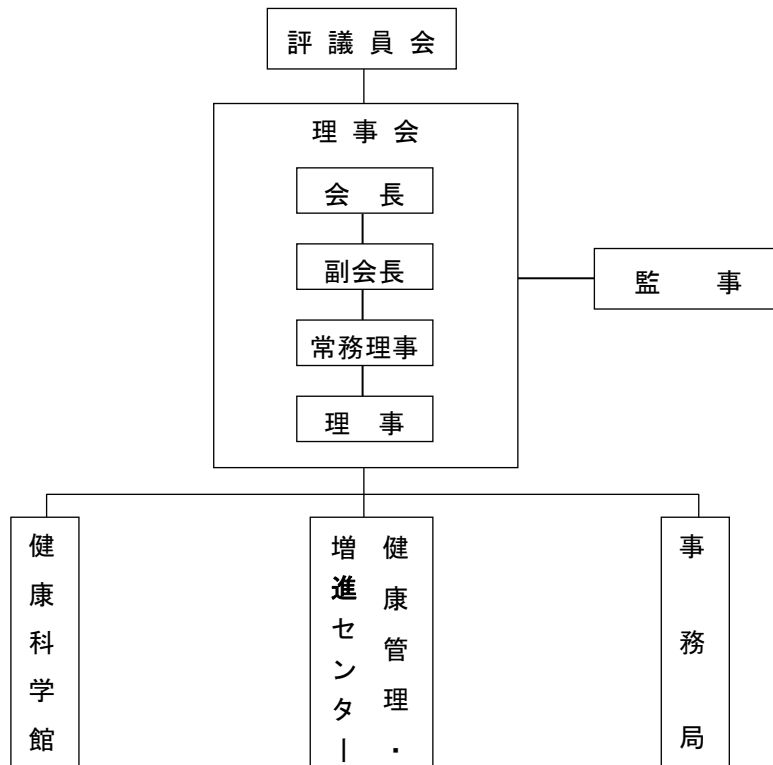 評議員会
理事会
会長
副会長
常務理事
理事
監事
健康科学館
健康管理・
増進センター
事務局